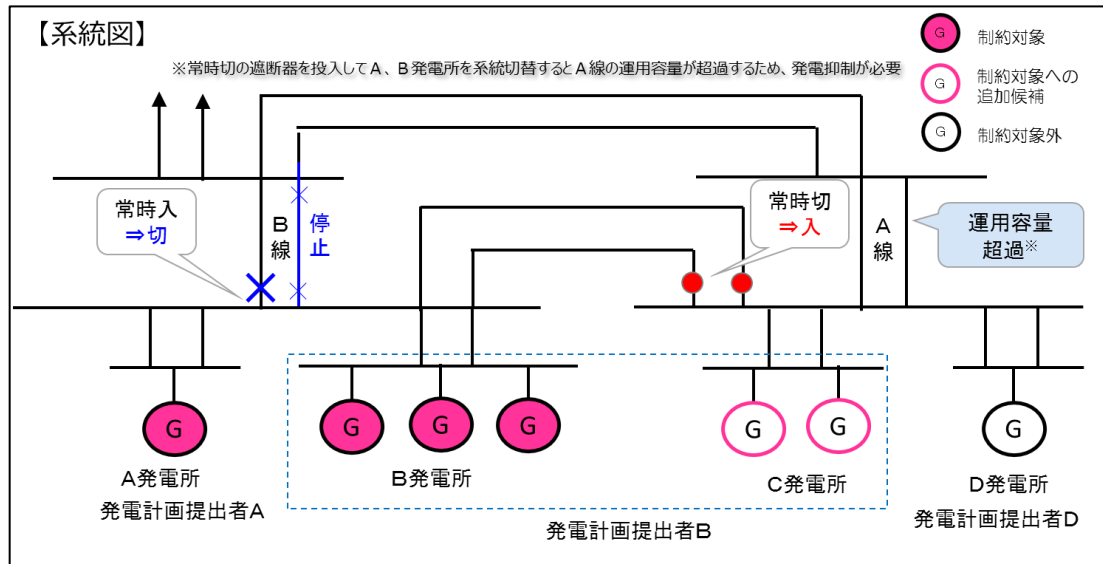 【系統図】
※常時切の遮断器を投入してA、B発電所を系統切替するとA線の運用容量が超過するため、発電抑制が必要
G 制約対象
G 制約対象への
追加候補
G 制約対象外
常時入
⇒切
B線
停止
常時切
⇒入
A線
運用容量
超過※
G
G
G
G
G
G
G
A発電所
B発電所
C発電所
D発電所
発電計画提出者A
発電計画提出者B
発電計画提出者D